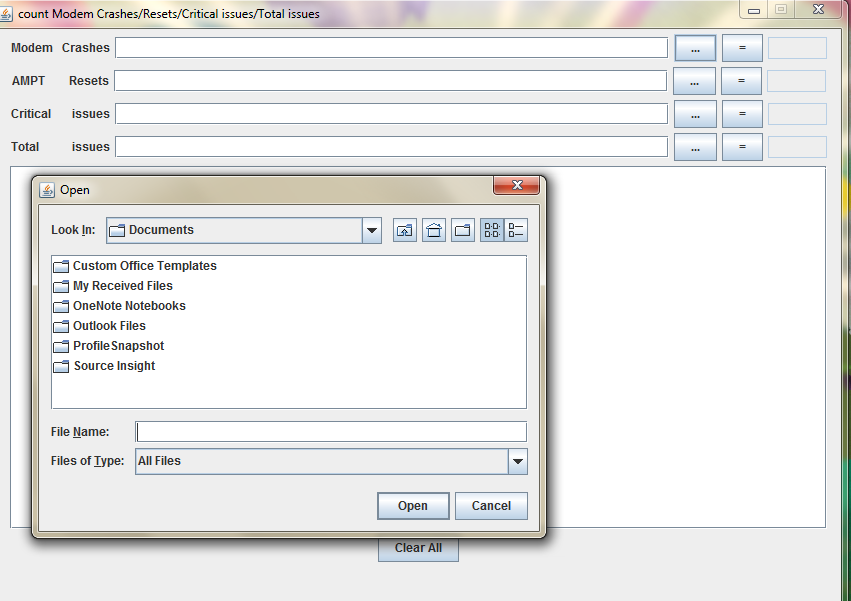 count Modem Crashes/Resets/Critical issues/Total issues
Modem Crashes ... =
AMPT Resets ... =
Critical issues ... =
Total issues ... =
Open
Look In: Documents
Custom Office Templates
My Received Files
OneNote Notebooks
Outlook Files
ProfileSnapshot
Source Insight
File Name:
Files of Type: All Files
Open Cancel
Clear All